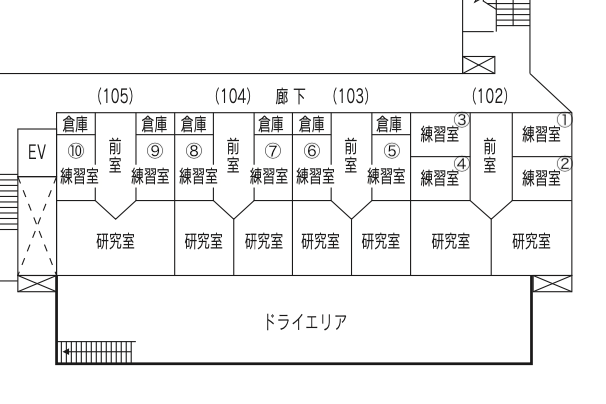 (105)
(104)
廊下
(103)
(102)
倉庫
倉庫
倉庫
倉庫
倉庫
倉庫
③
練習室
①
練習室
EV
⑩
練習室
前室
⑨
練習室
⑧
練習室
前室
⑦
練習室
⑥
練習室
前室
⑤
練習室
④
練習室
前室
②
練習室
研究室
研究室
研究室
研究室
研究室
研究室
研究室
ドライエリア